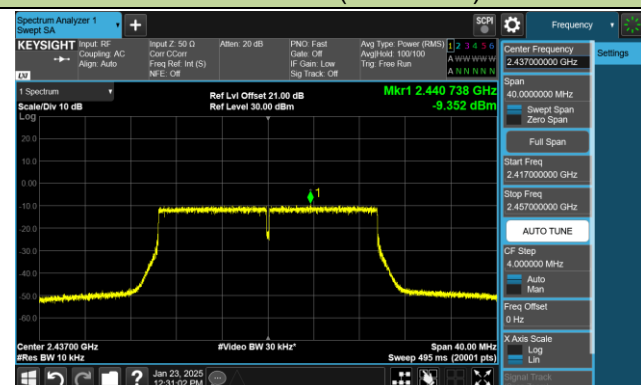 Spectrum Analyzer 1
Swept SA
+
SCPI
Frequency
KEYSIGHT
Input: RF
Coupling: AC
Align: Auto
Input Z: 50 Ω
Corr CCorr
Freq Ref: Int (S)
NFE: Off
Atten: 20 dB
PNO: Fast
Gate: Off
IF Gain: Low
Sig Track: Off
Avg Type: Power (RMS)
Avg|Hold: 100/100
Trig: Free Run
1 2 3 4 5 6
A W W W W W
A N N N N N
LXI
Center Frequency
2.437000000 GHz
Settings
Span
40.0000000 MHz
Swept Span
Zero Span
Full Span
Start Freq
2.417000000 GHz
Stop Freq
2.457000000 GHz
AUTO TUNE
CF Step
4.000000 MHz
Auto
Man
Freq Offset
0 Hz
X Axis Scale
Log
Lin
Signal Track
1 Spectrum
Scale/Div 10 dB
Log
Ref Lvl Offset 21.00 dB
Ref Level 30.00 dBm
Mkr1 2.440 738 GHz
-9.352 dBm
20.0
10.0
0.00
-10.0
-20.0
-30.0
-40.0
-50.0
-60.0
1
Center 2.43700 GHz
#Res BW 10 kHz
#Video BW 30 kHz*
Span 40.00 MHz
Sweep 495 ms (20001 pts)
?
Jan 23, 2025
12:31:02 PM